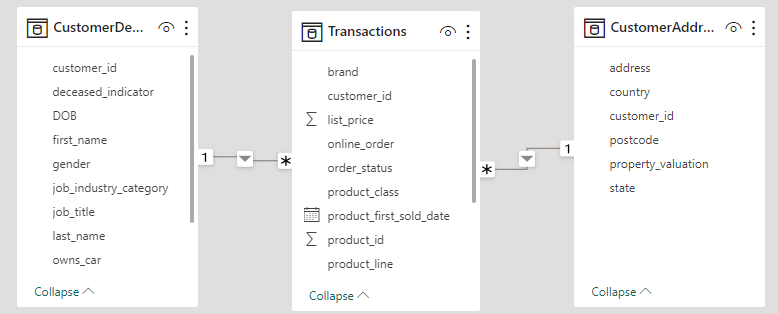 CustomerDe...
customer_id
deceased_indicator
DOB
first_name
gender
job_industry_category
job_title
last_name
owns_car
Collapse
1
*
Transactions
brand
customer_id
list_price
online_order
order_status
product_class
product_first_sold_date
product_id
product_line
Collapse
*
1
CustomerAddr...
address
country
customer_id
postcode
property_valuation
state
Collapse